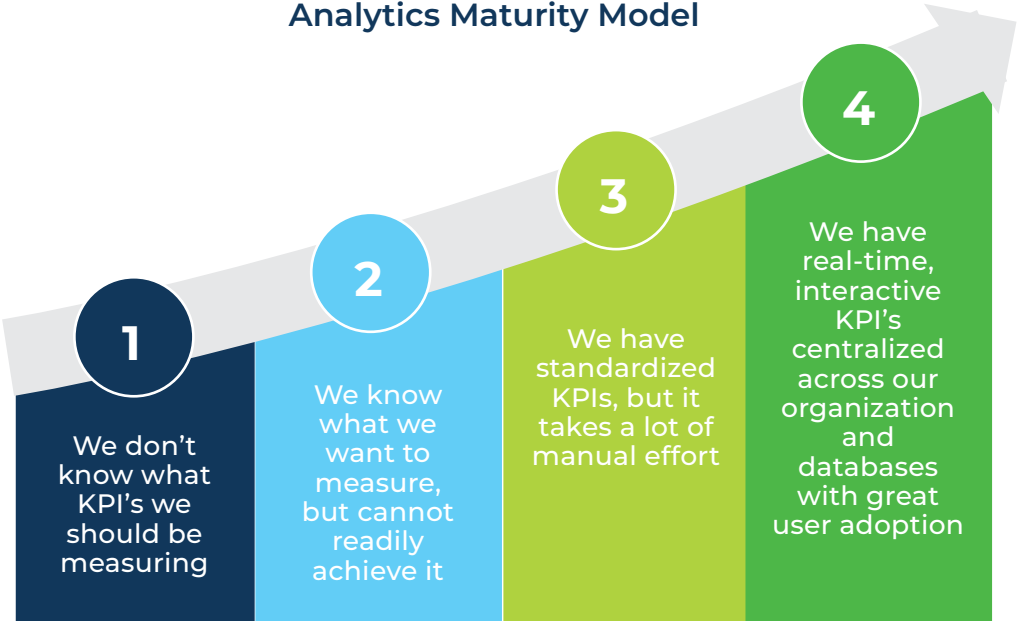 Analytics Maturity Model
1
We don’t
know what
KPI’s we
should be
measuring
2
We know
what we
want to
measure,
but cannot
readily
achieve it
3
We have
standardized
KPIs, but it
takes a lot of
manual effort
4
We have
real-time,
interactive
KPI’s
centralized
across our
organization
and
databases
with great
user adoption